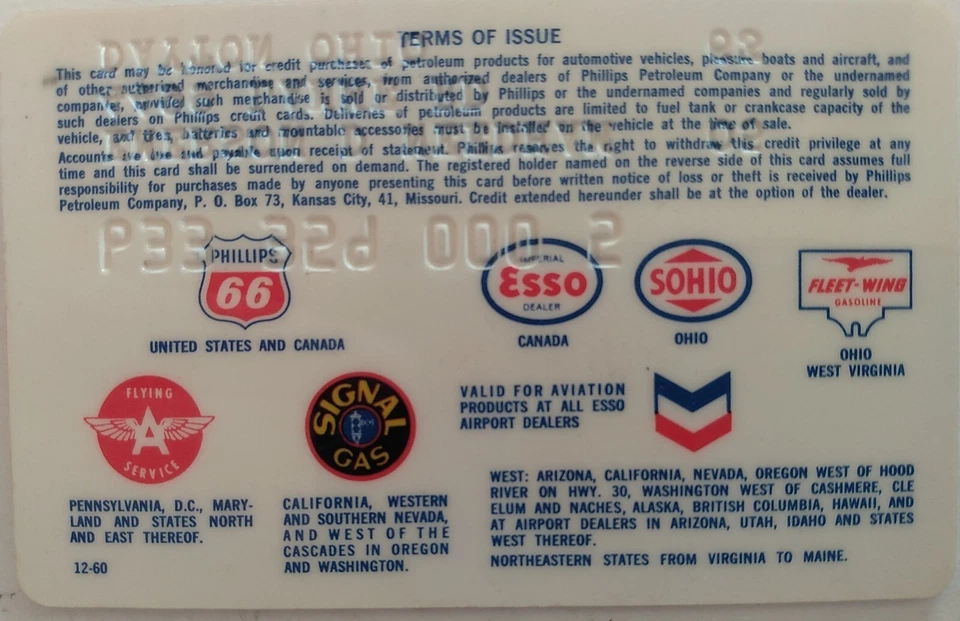 TERMS OF ISSUE
This card may be honored for credit purchases of petroleum products for automotive vehicles, pleasure boats and aircraft, and
of other authorized merchandise and services, from authorized dealers of Phillips Petroleum Company or the undernamed
companies, provided such merchandise is sold or distributed by Phillips or the undernamed companies and regularly sold by
such dealers on Phillips credit cards. Deliveries of petroleum products are limited to fuel tank or crankcase capacity of the
vehicle, and tires, batteries and mountable accessories must be installed on the vehicle at the time of sale.
Accounts are due and payable upon receipt of statement. Phillips reserves the right to withdraw this credit privilege at any
time and this card shall be surrendered on demand. The registered holder named on the reverse side of this card assumes full
responsibility for purchases made by anyone presenting this card before written notice of loss or theft is received by Phillips
Petroleum Company, P. O. Box 73, Kansas City, 41, Missouri. Credit extended hereunder shall be at the option of the dealer.
PHILLIPS
66
UNITED STATES AND CANADA
IMPERIAL
Esso
DEALER
CANADA
SOHIO
OHIO
FLEET-WING
GASOLINE
OHIO
WEST VIRGINIA
FLYING
A
SERVICE
PENNSYLVANIA, D.C., MARY-
LAND AND STATES NORTH
AND EAST THEREOF.
12-60
SIGNAL
GAS
CALIFORNIA, WESTERN
AND SOUTHERN NEVADA,
AND WEST OF THE
CASCADES IN OREGON
AND WASHINGTON.
VALID FOR AVIATION
PRODUCTS AT ALL ESSO
AIRPORT DEALERS
WEST: ARIZONA, CALIFORNIA, NEVADA, OREGON WEST OF HOOD
RIVER ON HWY. 30, WASHINGTON WEST OF CASHMERE, CLE
ELUM AND NACHES, ALASKA, BRITISH COLUMBIA, HAWAII, AND
AT AIRPORT DEALERS IN ARIZONA, UTAH, IDAHO AND STATES
WEST THEREOF.
NORTHEASTERN STATES FROM VIRGINIA TO MAINE.